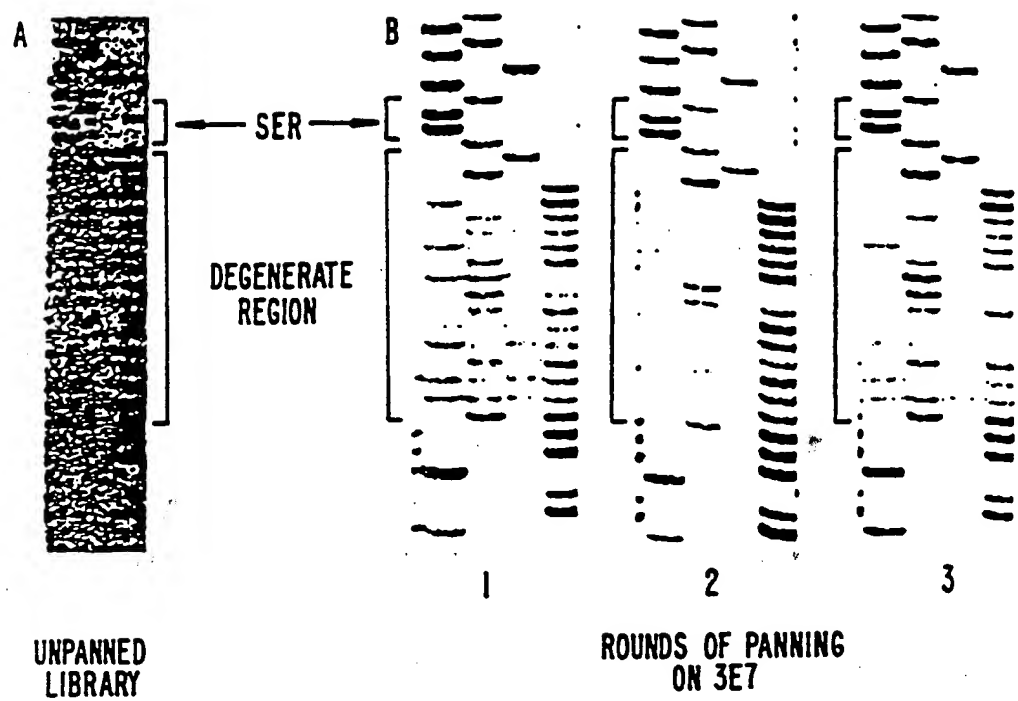 A
B
SER
DEGENERATE
REGION
1
2
3
UNPANNED
LIBRARY
ROUNDS OF PANNING
ON 3E7